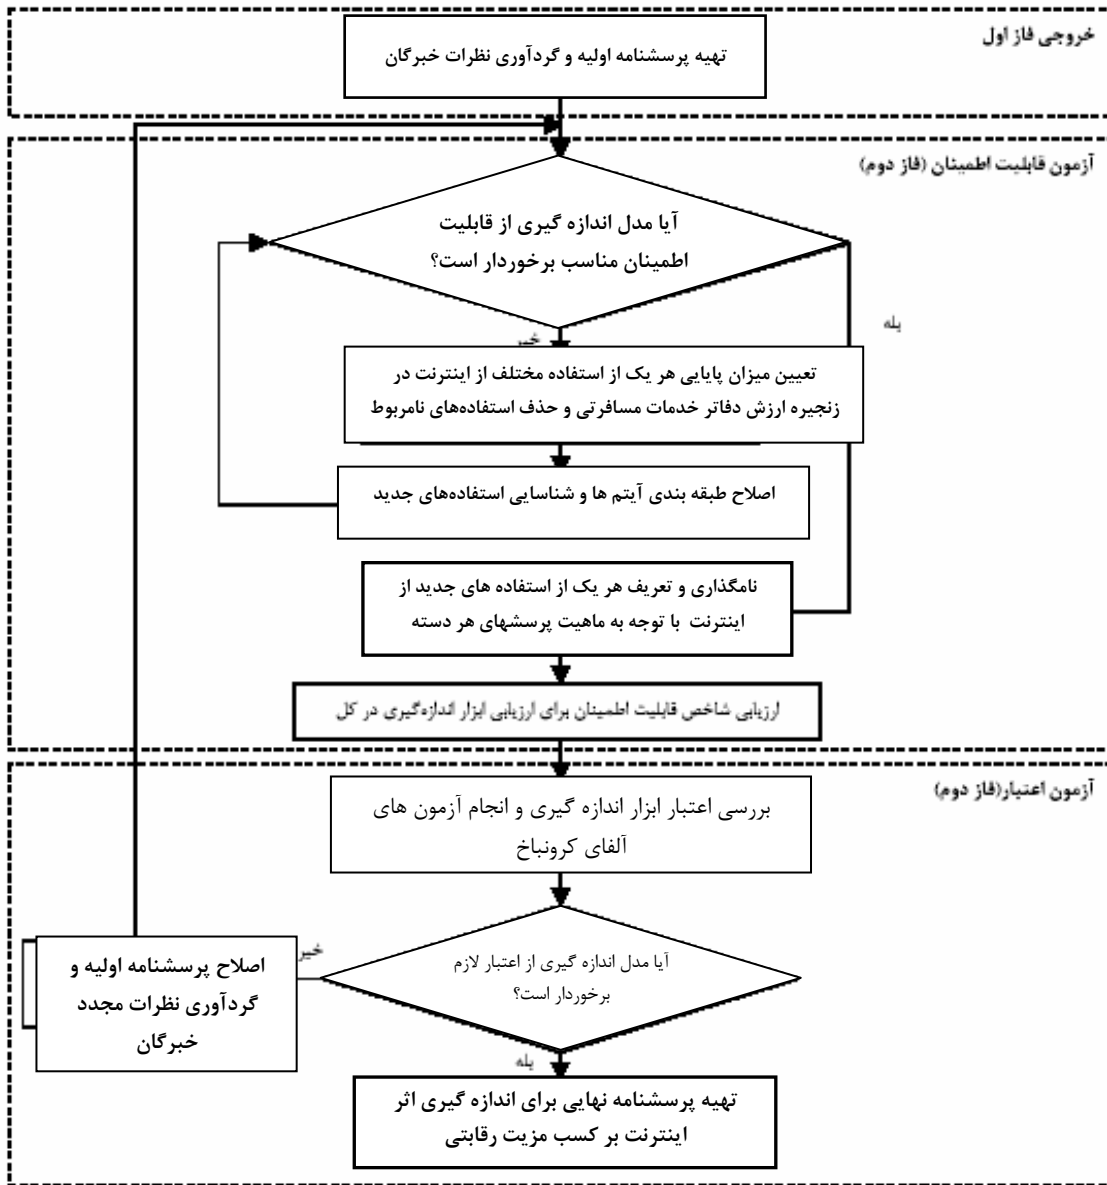 خروجی فاز اول
تهیه پرسشنامه اولیه و گردآوری نظرات خبرگان
آزمون قابلیت اطمینان (فاز دوم)
آیا مدل اندازه گیری از قابلیت
اطمینان مناسب برخوردار است؟
بله
خیر
تعیین میزان پایایی هر یک از استفاده مختلف از اینترنت در
زنجیره ارزش دفاتر خدمات مسافرتی و حذف استفاده‌های نامربوط
اصلاح طبقه بندی آیتم ها و شناسایی استفاده‌های جدید
نامگذاری و تعریف هر یک از استفاده های جدید از
اینترنت با توجه به ماهیت پرسشهای هر دسته
ارزیابی شاخص قابلیت اطمینان برای ارزیابی ابزار اندازه‌گیری در کل
آزمون اعتبار(فاز دوم)
بررسی اعتبار ابزار اندازه گیری و انجام آزمون های
آلفای کرونباخ
آیا مدل اندازه گیری از اعتبار لازم
برخوردار است؟
خیر
اصلاح پرسشنامه اولیه و
گردآوری نظرات مجدد
خبرگان
بله
تهیه پرسشنامه نهایی برای اندازه گیری اثر
اینترنت بر کسب مزیت رقابتی